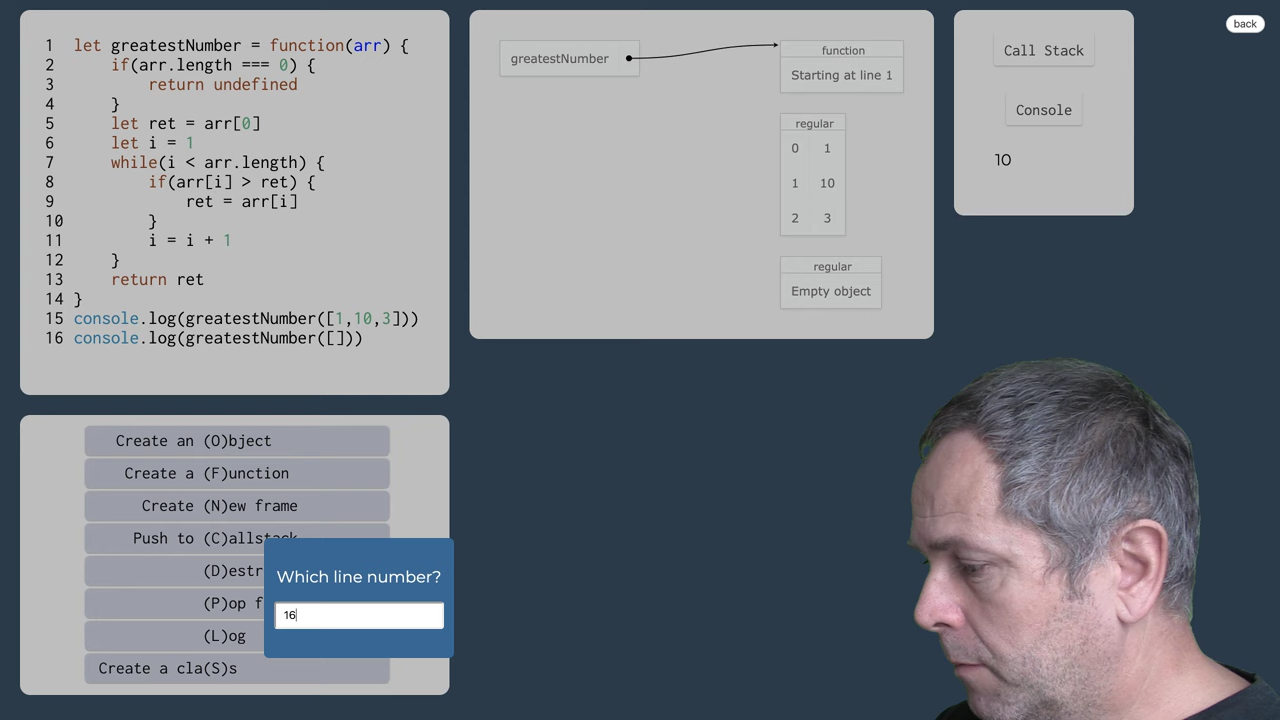 1 let greatestNumber = function(arr) {
2 if(arr.length === 0) {
3 return undefined
4 }
5 let ret = arr[0]
6 let i = 1
7 while(i < arr.length) {
8 if(arr[i] > ret) {
9 ret = arr[i]
10 }
11 i = i + 1
12 }
13 return ret
14 }
15 console.log(greatestNumber([1,10,3]))
16 console.log(greatestNumber([]))
greatestNumber
function
Starting at line 1
regular
0 1
1 10
2 3
regular
Empty object
Call Stack
Console
10
back
Create an (O)bject
Create a (F)unction
Create (N)ew frame
Push to (C)allstack
(D)estr
(P)op f
(L)og
Create a cla(S)s
Which line number?
16